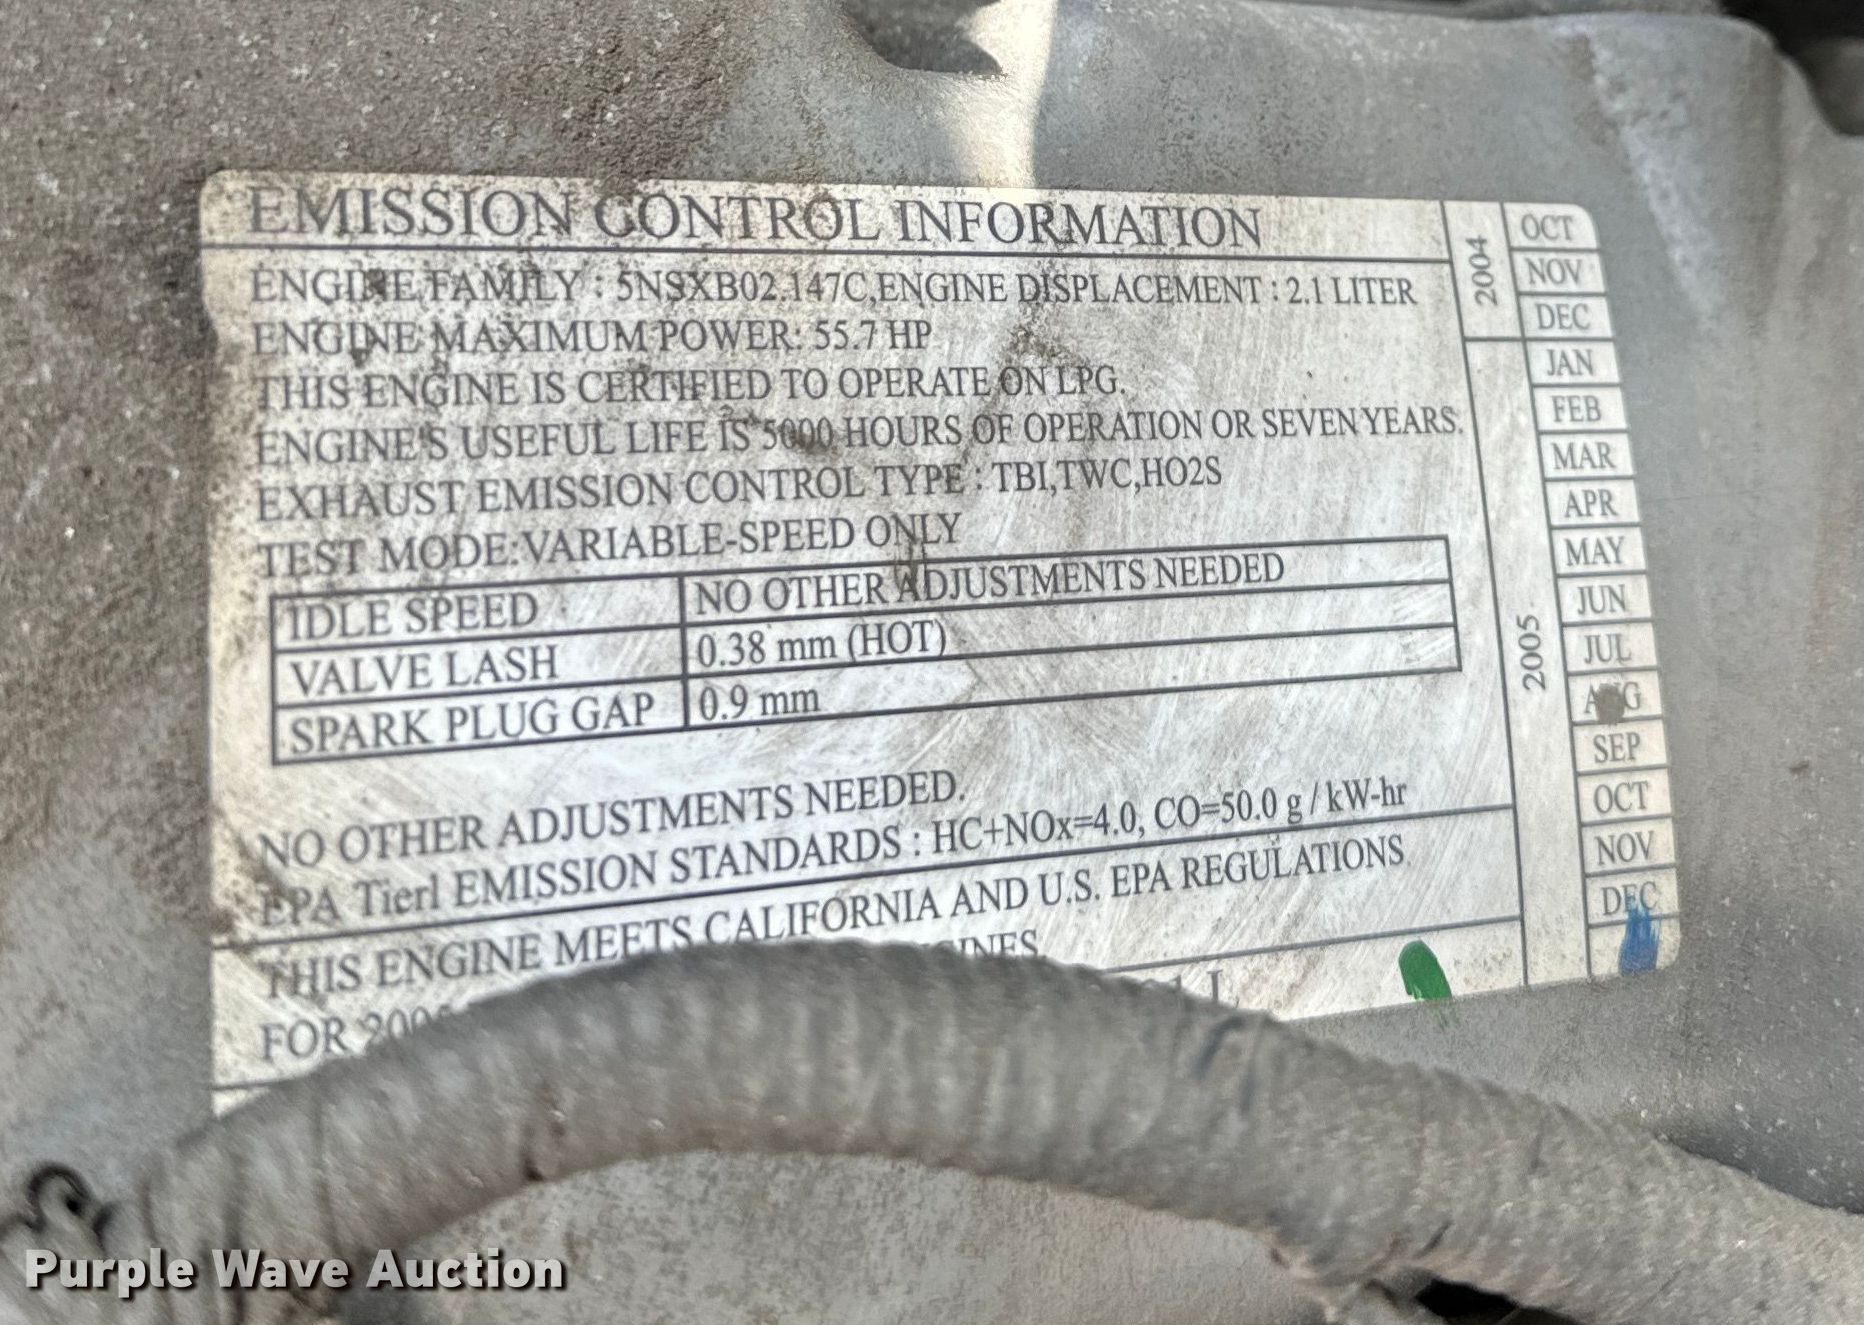 EMISSION CONTROL INFORMATION
ENGINE FAMILY : 5NSXB02.147C,ENGINE DISPLACEMENT : 2.1 LITER
ENGINE MAXIMUM POWER: 55.7 HP
THIS ENGINE IS CERTIFIED TO OPERATE ON LPG.
ENGINE'S USEFUL LIFE IS 5000 HOURS OF OPERATION OR SEVEN YEARS.
EXHAUST EMISSION CONTROL TYPE : TBI,TWC,HO2S
TEST MODE:VARIABLE-SPEED ONLY
IDLE SPEED NO OTHER ADJUSTMENTS NEEDED
VALVE LASH 0.38 mm (HOT)
SPARK PLUG GAP 0.9 mm
NO OTHER ADJUSTMENTS NEEDED.
EPA Tier1 EMISSION STANDARDS : HC+NOx=4.0, CO=50.0 g / kW-hr
THIS ENGINE MEETS CALIFORNIA AND U.S. EPA REGULATIONS
FOR
2004
OCT
NOV
DEC
2005
JAN
FEB
MAR
APR
MAY
JUN
JUL
AUG
SEP
OCT
NOV
DEC
Purple Wave Auction